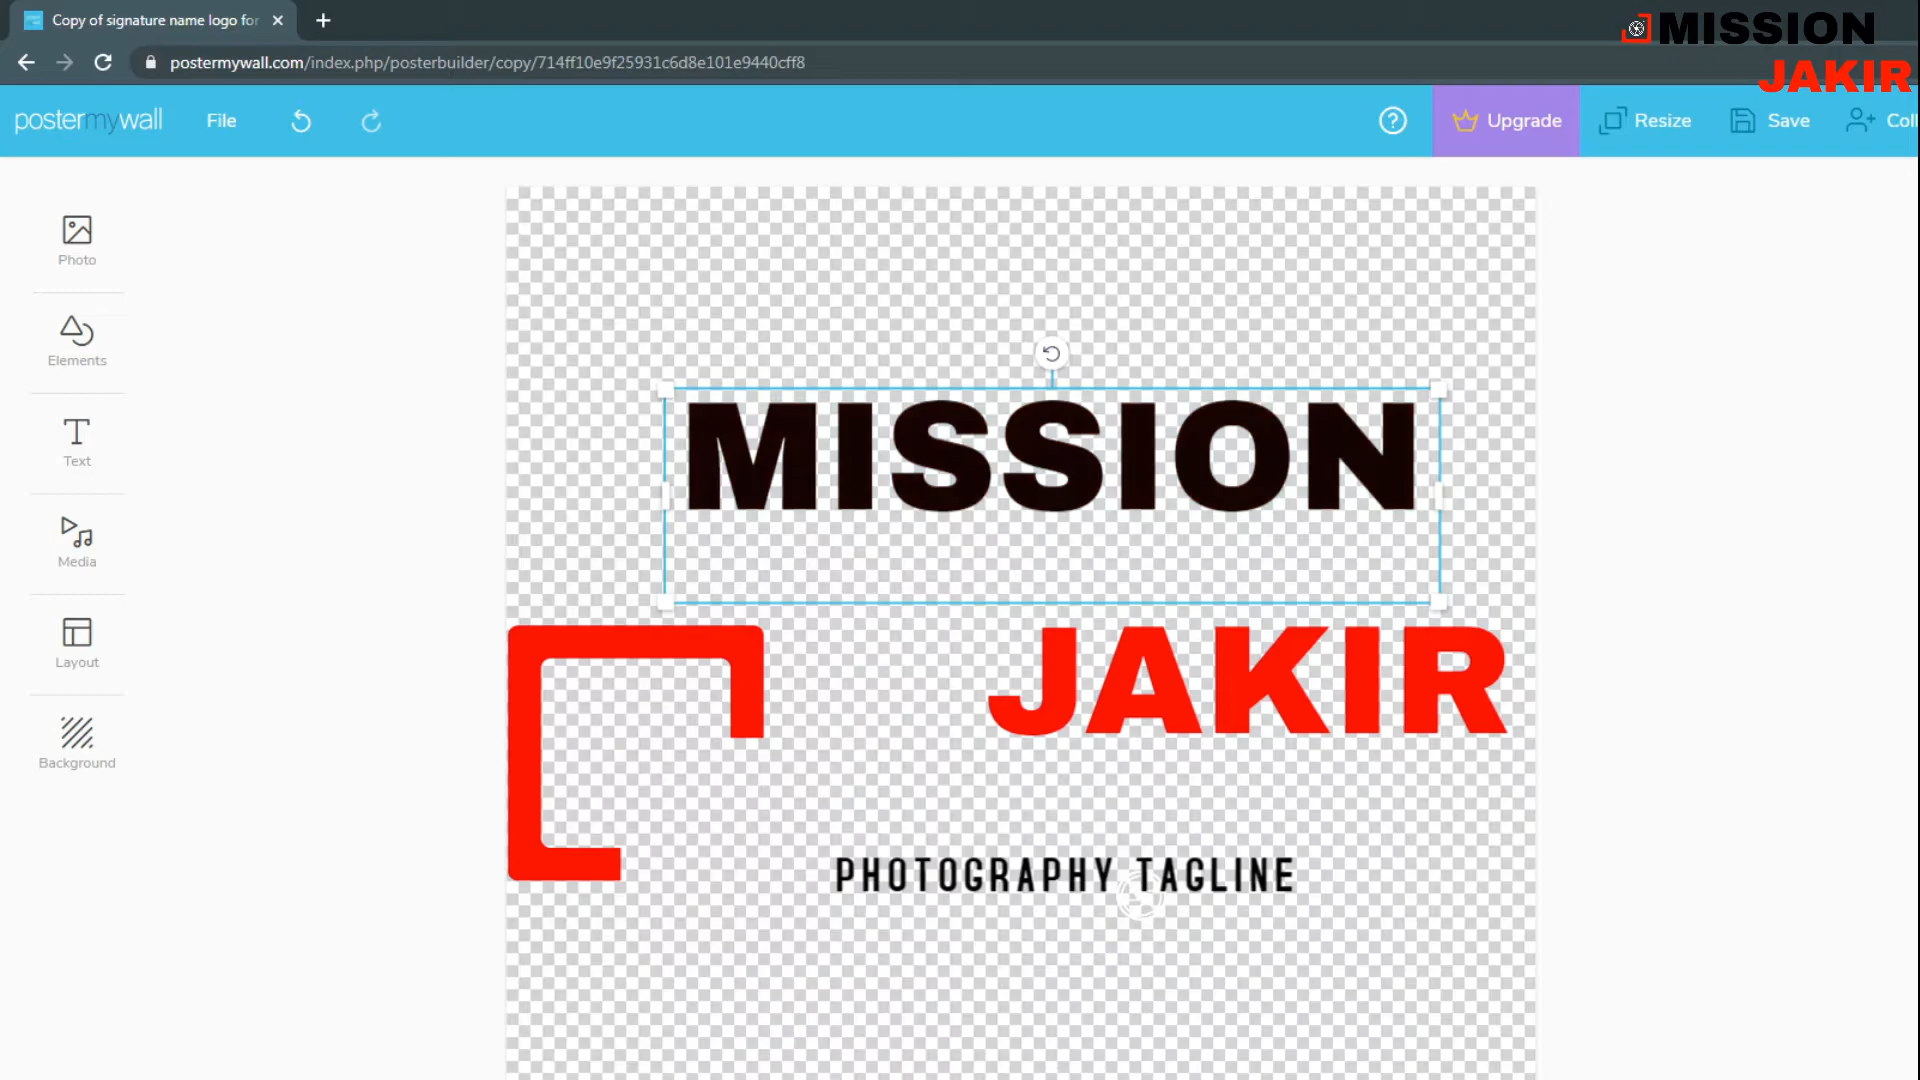 Copy of signature name logo for
MISSION
JAKIR
postermywall.com/index.php/posterbuilder/copy/714ff10e9f25931c6d8e101e9440cff8
postermywall
File
Upgrade
Resize
Save
Coll
Photo
Elements
Text
Media
Layout
Background
MISSION
JAKIR
PHOTOGRAPHY TAGLINE